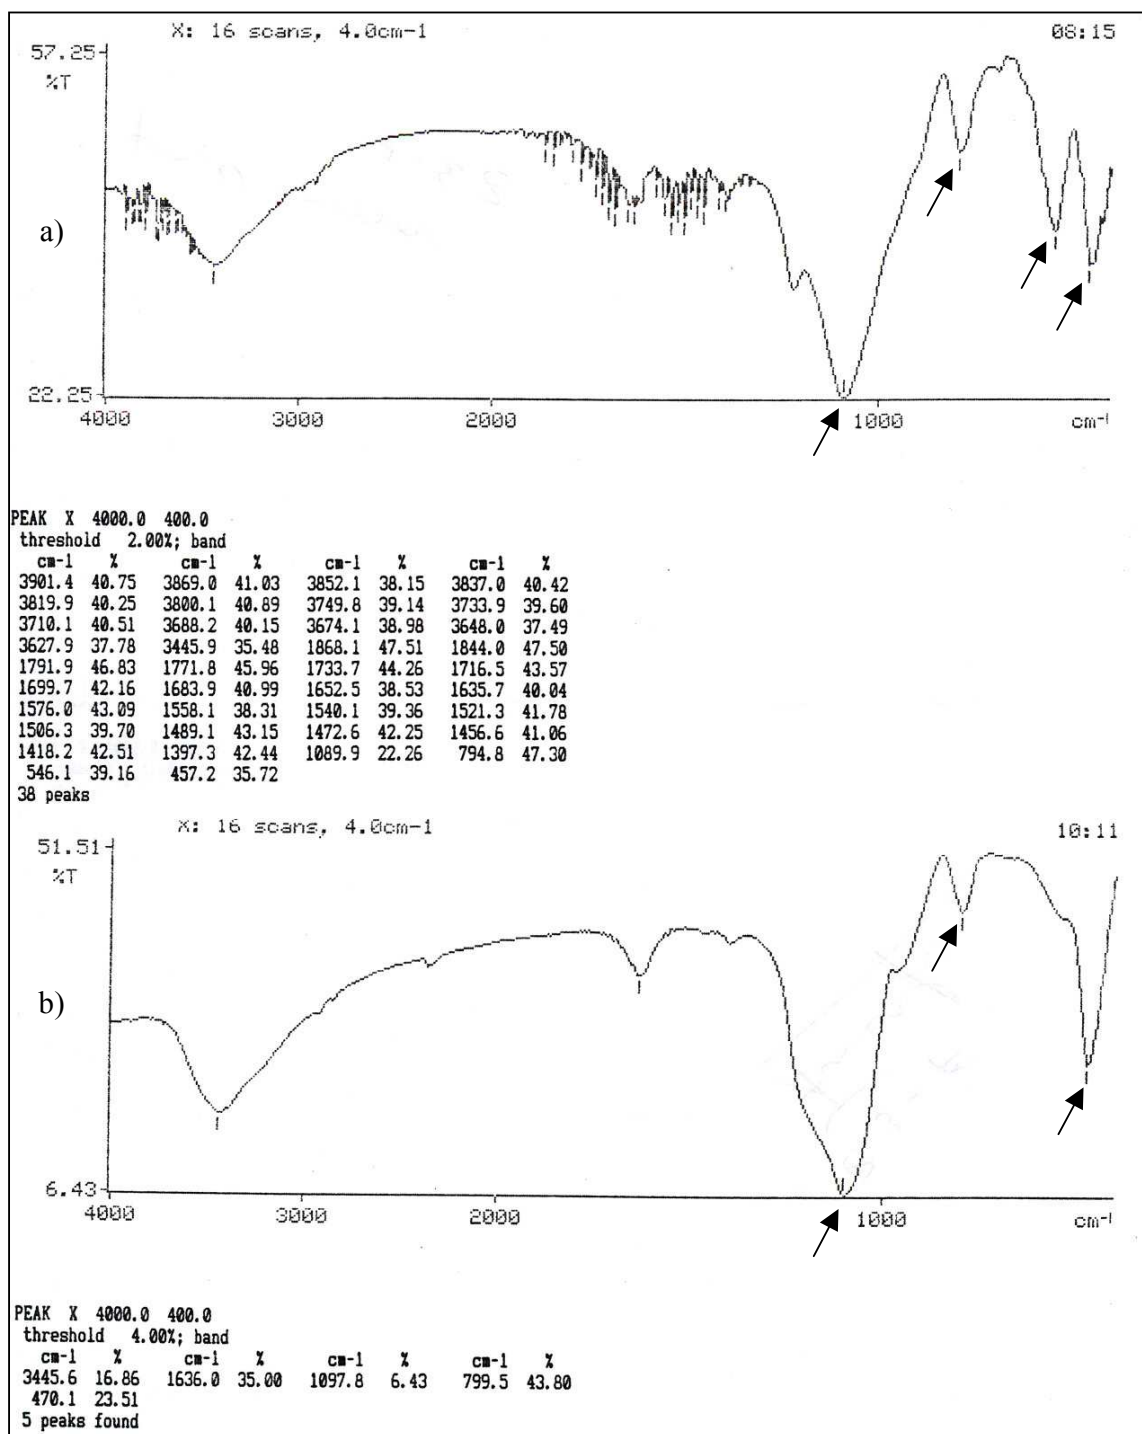 X: 16 scans, 4.0cm-1 08:15
57.25
%T
a)
22.25
4000 3000 2000 1000 cm-1
PEAK X 4000.0 400.0
threshold 2.00%; band
cm-1 % cm-1 % cm-1 % cm-1 %
3901.4 40.75 3869.0 41.03 3852.1 38.15 3837.0 40.42
3819.9 40.25 3800.1 40.89 3749.8 39.14 3733.9 39.60
3710.1 40.51 3688.2 40.15 3674.1 38.98 3648.0 37.49
3627.9 37.78 3445.9 35.48 1868.1 47.51 1844.0 47.50
1791.9 46.83 1771.8 45.96 1733.7 44.26 1716.5 43.57
1699.7 42.16 1683.9 40.99 1652.5 38.53 1635.7 40.04
1576.0 43.09 1558.1 38.31 1540.1 39.36 1521.3 41.78
1506.3 39.70 1489.1 43.15 1472.6 42.25 1456.6 41.06
1418.2 42.51 1397.3 42.44 1089.9 22.26 794.8 47.30
546.1 39.16 457.2 35.72
38 peaks
X: 16 scans, 4.0cm-1 10:11
51.51
%T
b)
6.43
4000 3000 2000 1000 cm-1
PEAK X 4000.0 400.0
threshold 4.00%; band
cm-1 % cm-1 % cm-1 % cm-1 %
3445.6 16.86 1636.0 35.00 1097.8 6.43 799.5 43.80
470.1 23.51
5 peaks found